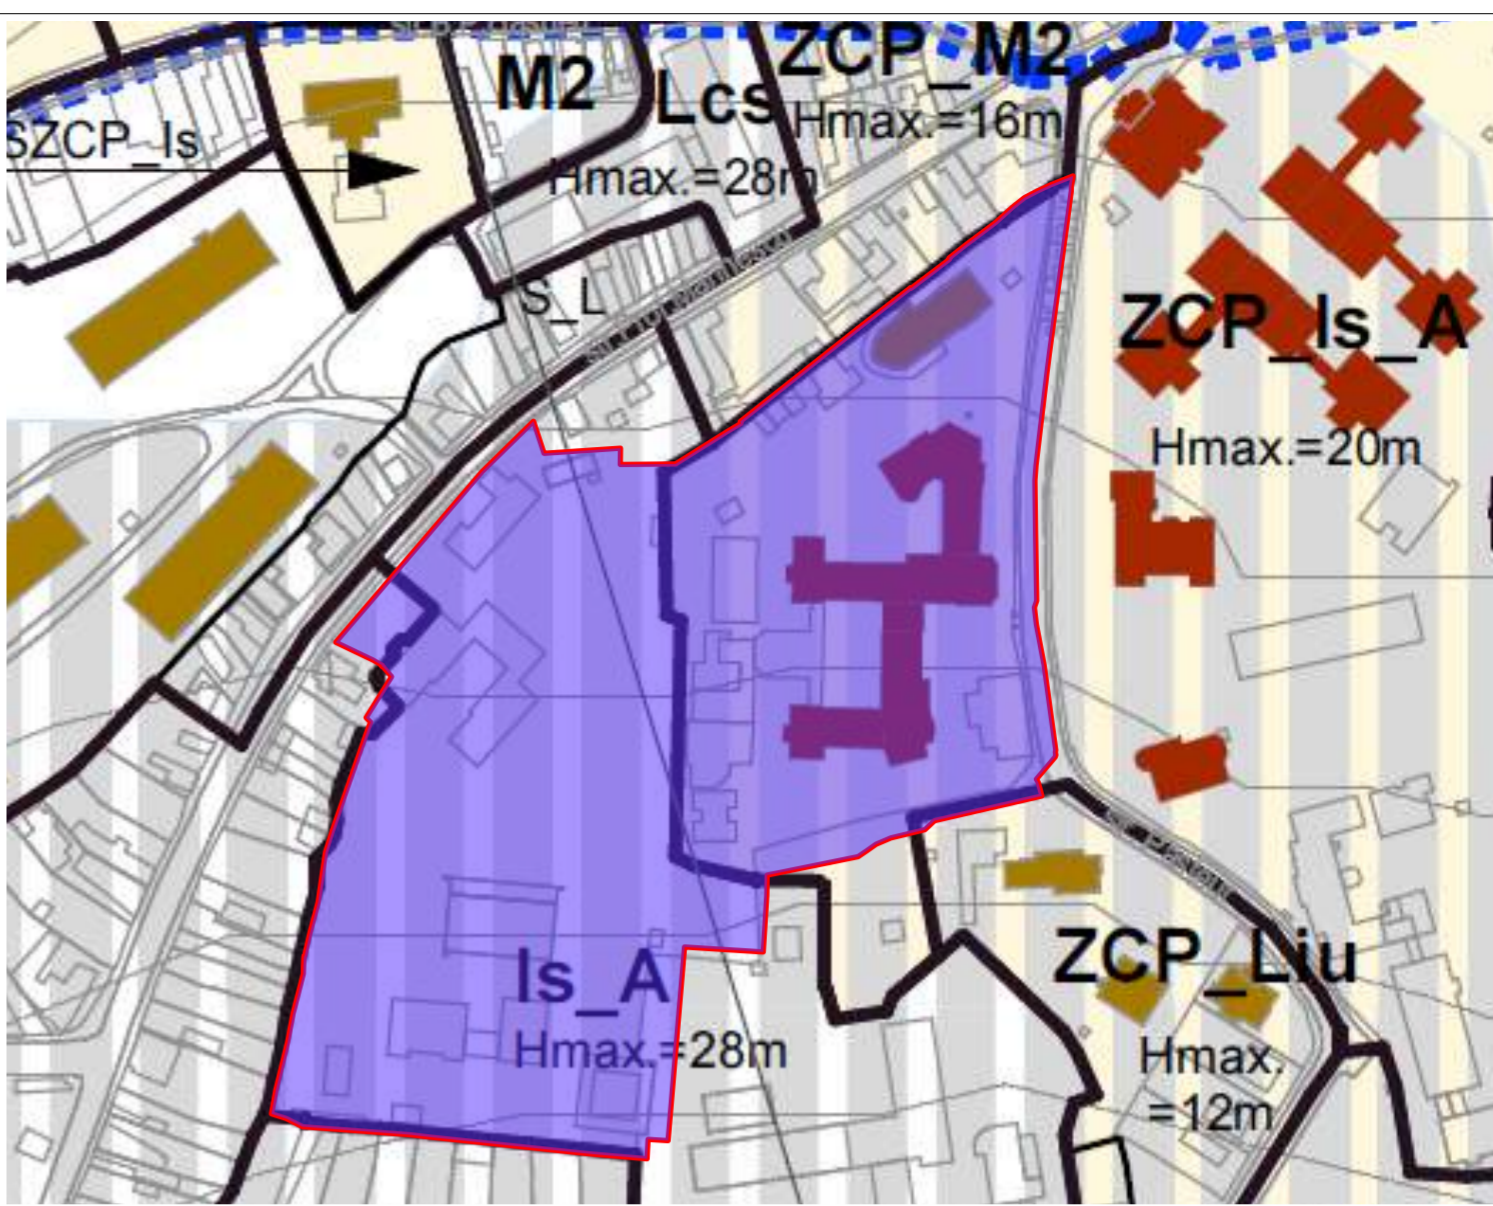 M2
Lcs
ZCP_M2
Hmax.=16m
SZCP_Is
Hmax.=28m
S_L
ZCP_Is_A
Hmax.=20m
Is_A
Hmax.=28m
ZCP_Liu
Hmax.
=12m